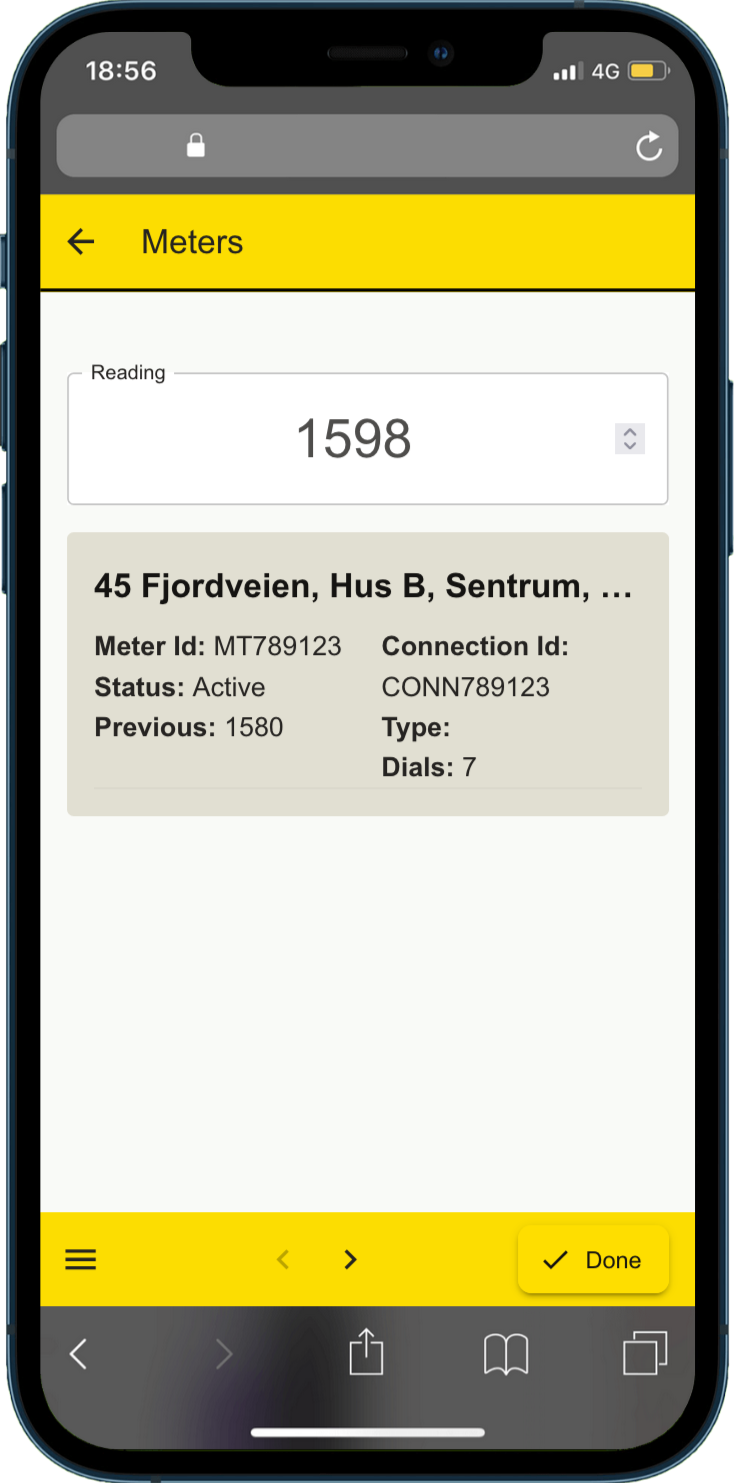 18:56 4G
Meters
Reading
1598
45 Fjordveien, Hus B, Sentrum, ...
Meter Id: MT789123
Status: Active
Previous: 1580
Connection Id:
CONN789123
Type:
Dials: 7
Done